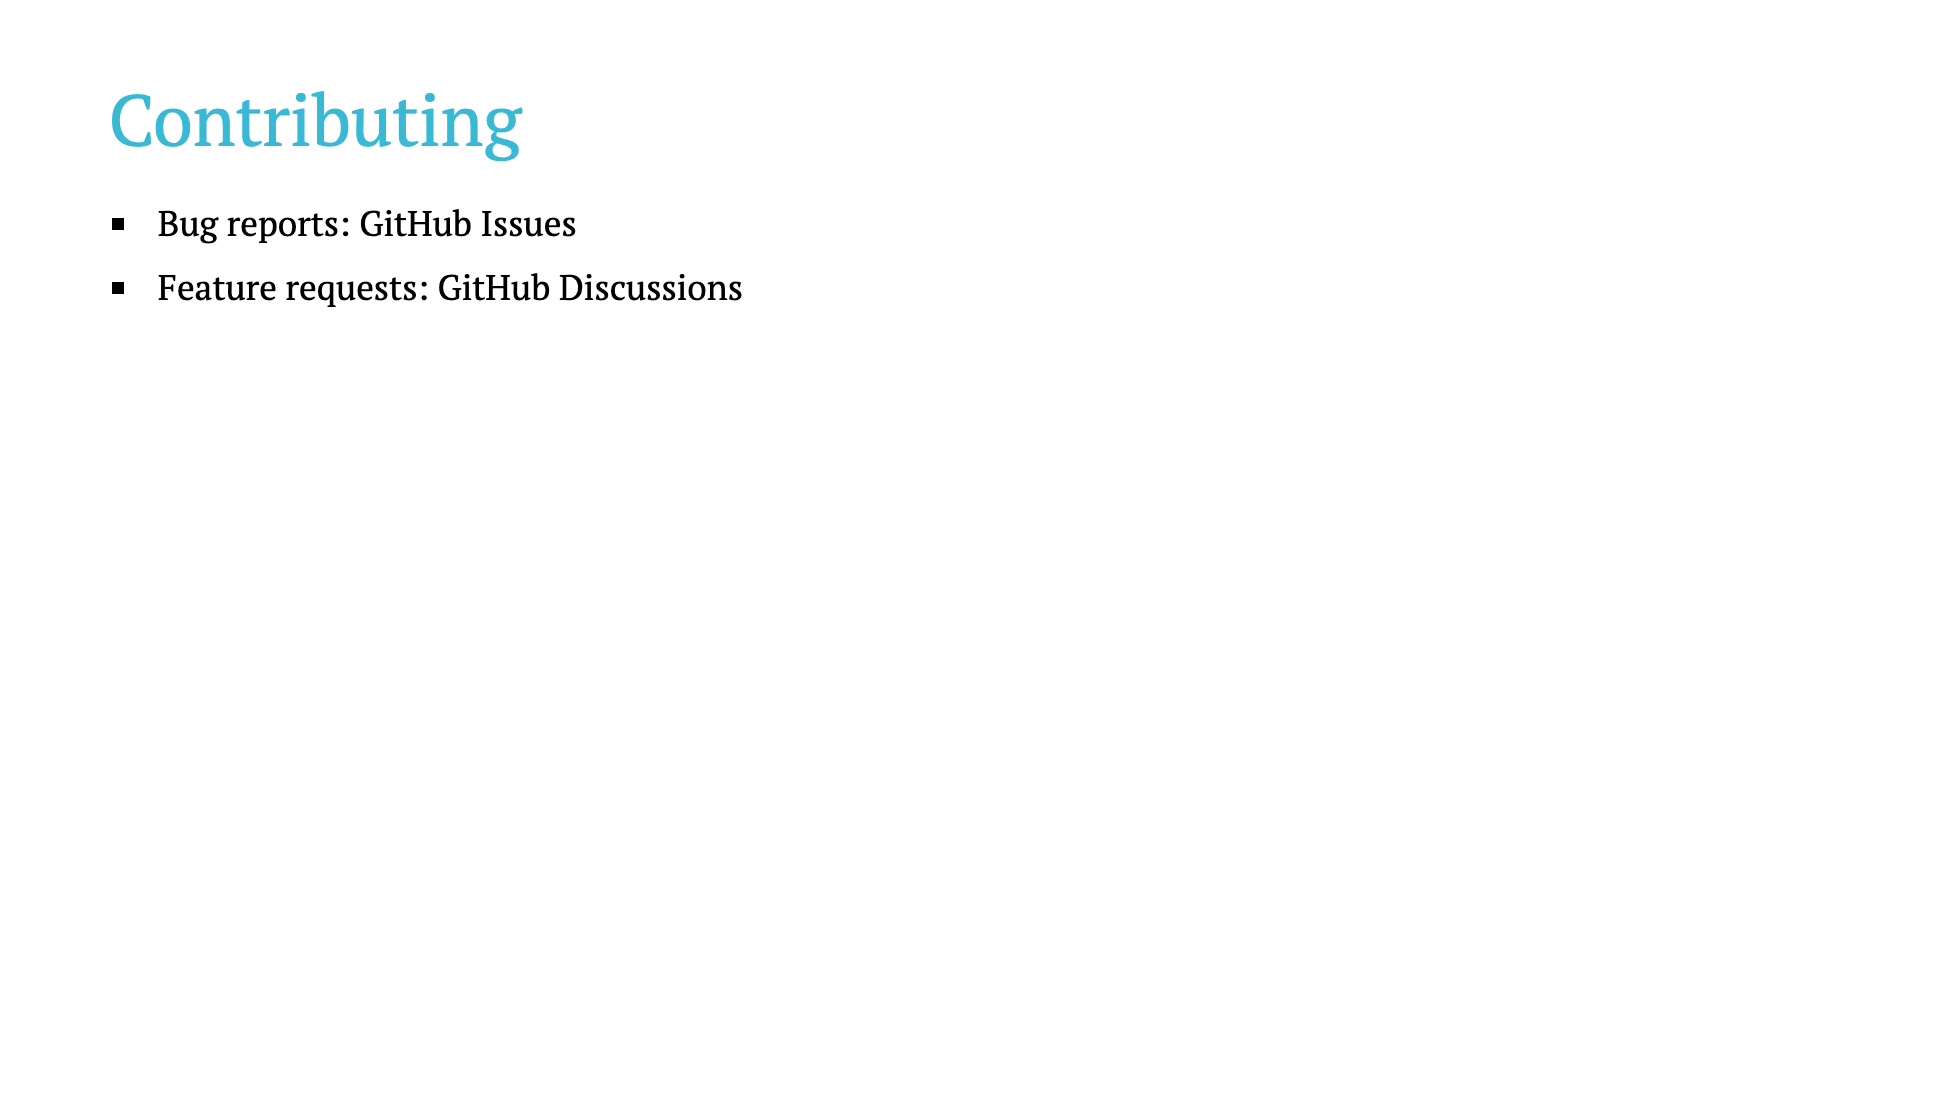 Contributing
▪ Bug reports: GitHub Issues
▪ Feature requests: GitHub Discussions